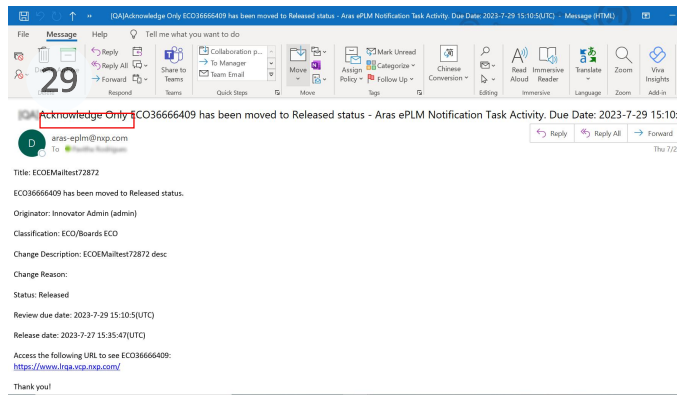 [QA]Acknowledge Only ECO36666409 has been moved to Released status - Aras ePLM Notification Task Activity. Due Date: 2023-7-29 15:10:5(UTC) - Message (HTML)
File Message Help Tell me what you want to do
Reply
Reply All
Forward
Respond
Share to Teams
Teams
Collaboration p...
To Manager
Team Email
Quick Steps
Move
Move
Assign Policy
Mark Unread
Categorize
Follow Up
Tags
Chinese Conversion
Editing
Read Aloud
Immersive Reader
Immersive
Translate
Language
Zoom
Zoom
Viva Insights
Add-in
29
Acknowledge Only ECO36666409 has been moved to Released status - Aras ePLM Notification Task Activity. Due Date: 2023-7-29 15:10:
D
aras-eplm@nxp.com
To
Reply Reply All Forward
Thu 7/2
Title: ECOEMailtest72872
ECO36666409 has been moved to Released status.
Originator: Innovator Admin (admin)
Classification: ECO/Boards ECO
Change Description: ECOEMailtest72872 desc
Change Reason:
Status: Released
Review due date: 2023-7-29 15:10:5(UTC)
Release date: 2023-7-27 15:35:47(UTC)
Access the following URL to see ECO36666409:
https://www.lrqa.vcp.nxp.com/
Thank you!